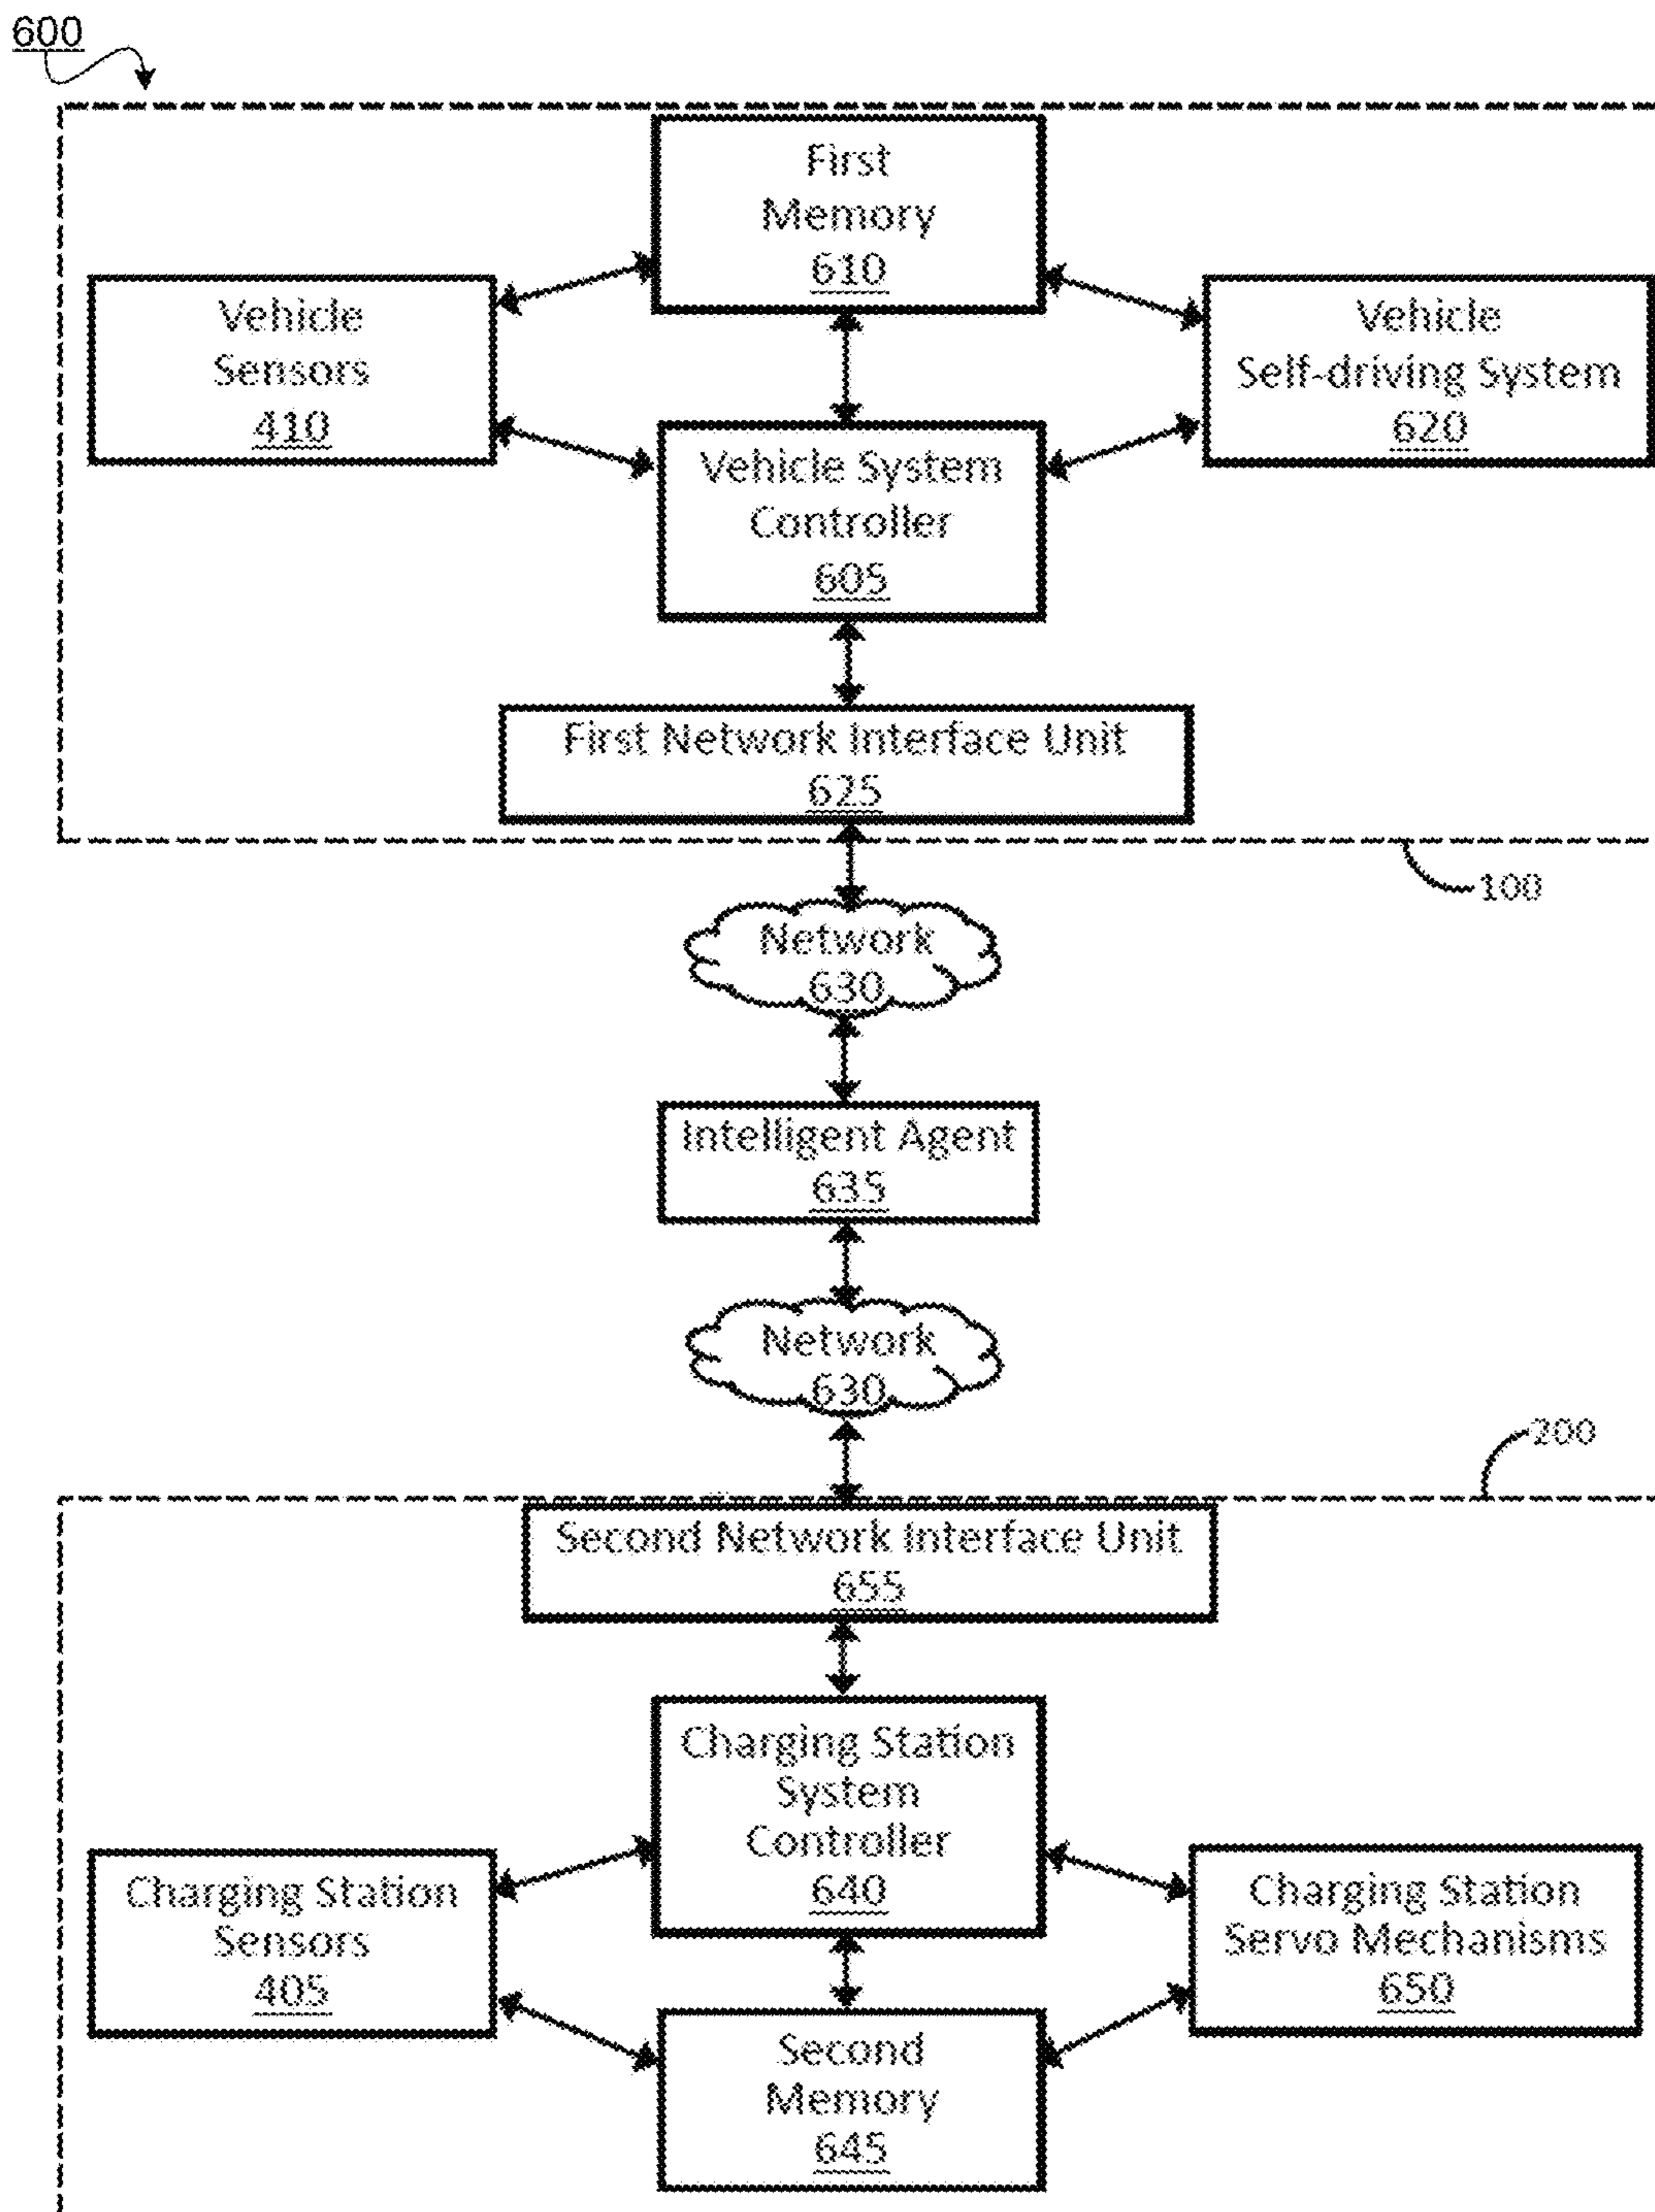 600
First
Memory
610
Vehicle
Sensors
410
Vehicle
Self-driving System
620
Vehicle System
Controller
605
First Network Interface Unit
625
100
Network
630
Intelligent Agent
635
Network
630
200
Second Network Interface Unit
655
Charging Station
System
Controller
640
Charging Station
Sensors
405
Charging Station
Servo Mechanisms
650
Second
Memory
645